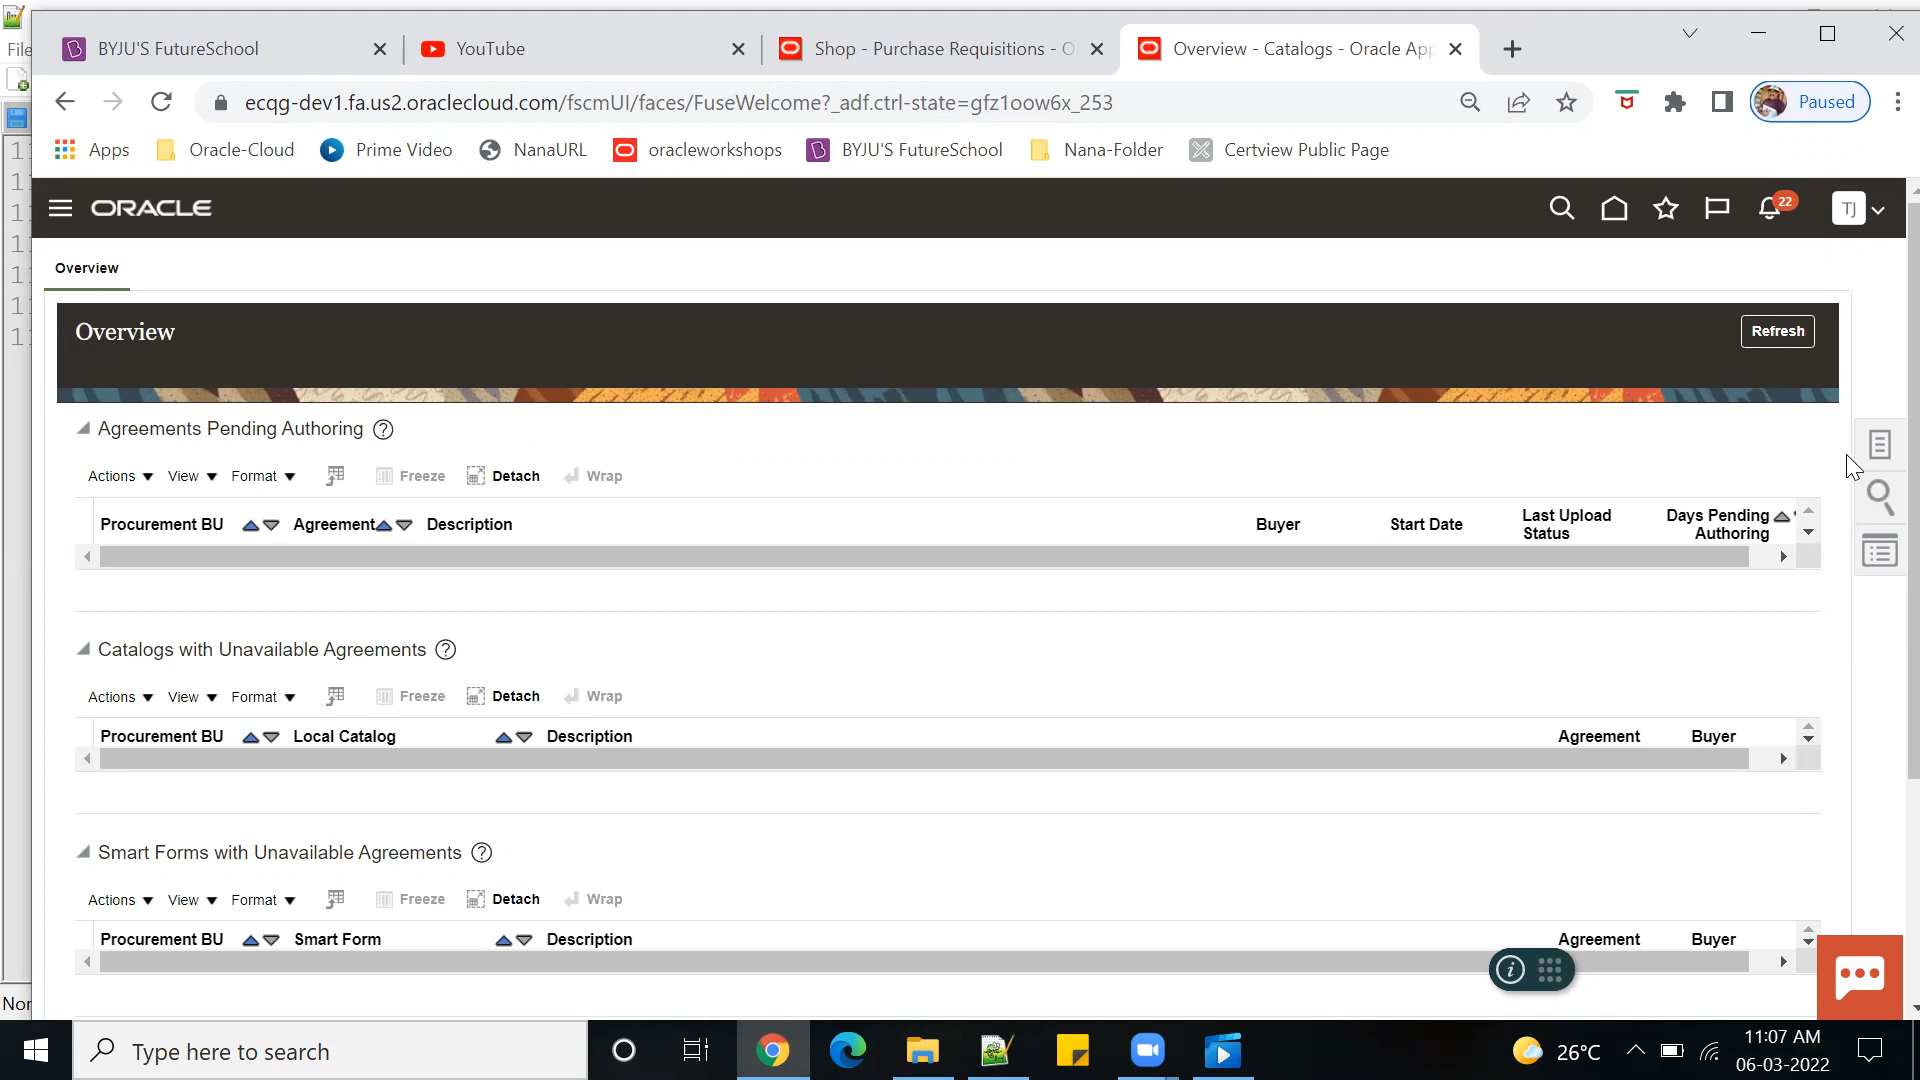 File
BYJU'S FutureSchool
YouTube
Shop - Purchase Requisitions - O
Overview - Catalogs - Oracle App
ecqg-dev1.fa.us2.oraclecloud.com/fscmUI/faces/FuseWelcome?_adf.ctrl-state=gfz1oow6x_253
Paused
Apps
Oracle-Cloud
Prime Video
NanaURL
oracleworkshops
BYJU'S FutureSchool
Nana-Folder
Certview Public Page
ORACLE
22
TJ
Overview
Overview
Refresh
Agreements Pending Authoring
Actions View Format Freeze Detach Wrap
Procurement BU Agreement Description Buyer Start Date Last Upload Status Days Pending Authoring
Catalogs with Unavailable Agreements
Actions View Format Freeze Detach Wrap
Procurement BU Local Catalog Description Agreement Buyer
Smart Forms with Unavailable Agreements
Actions View Format Freeze Detach Wrap
Procurement BU Smart Form Description Agreement Buyer
Nor
Type here to search
26°C
11:07 AM
06-03-2022